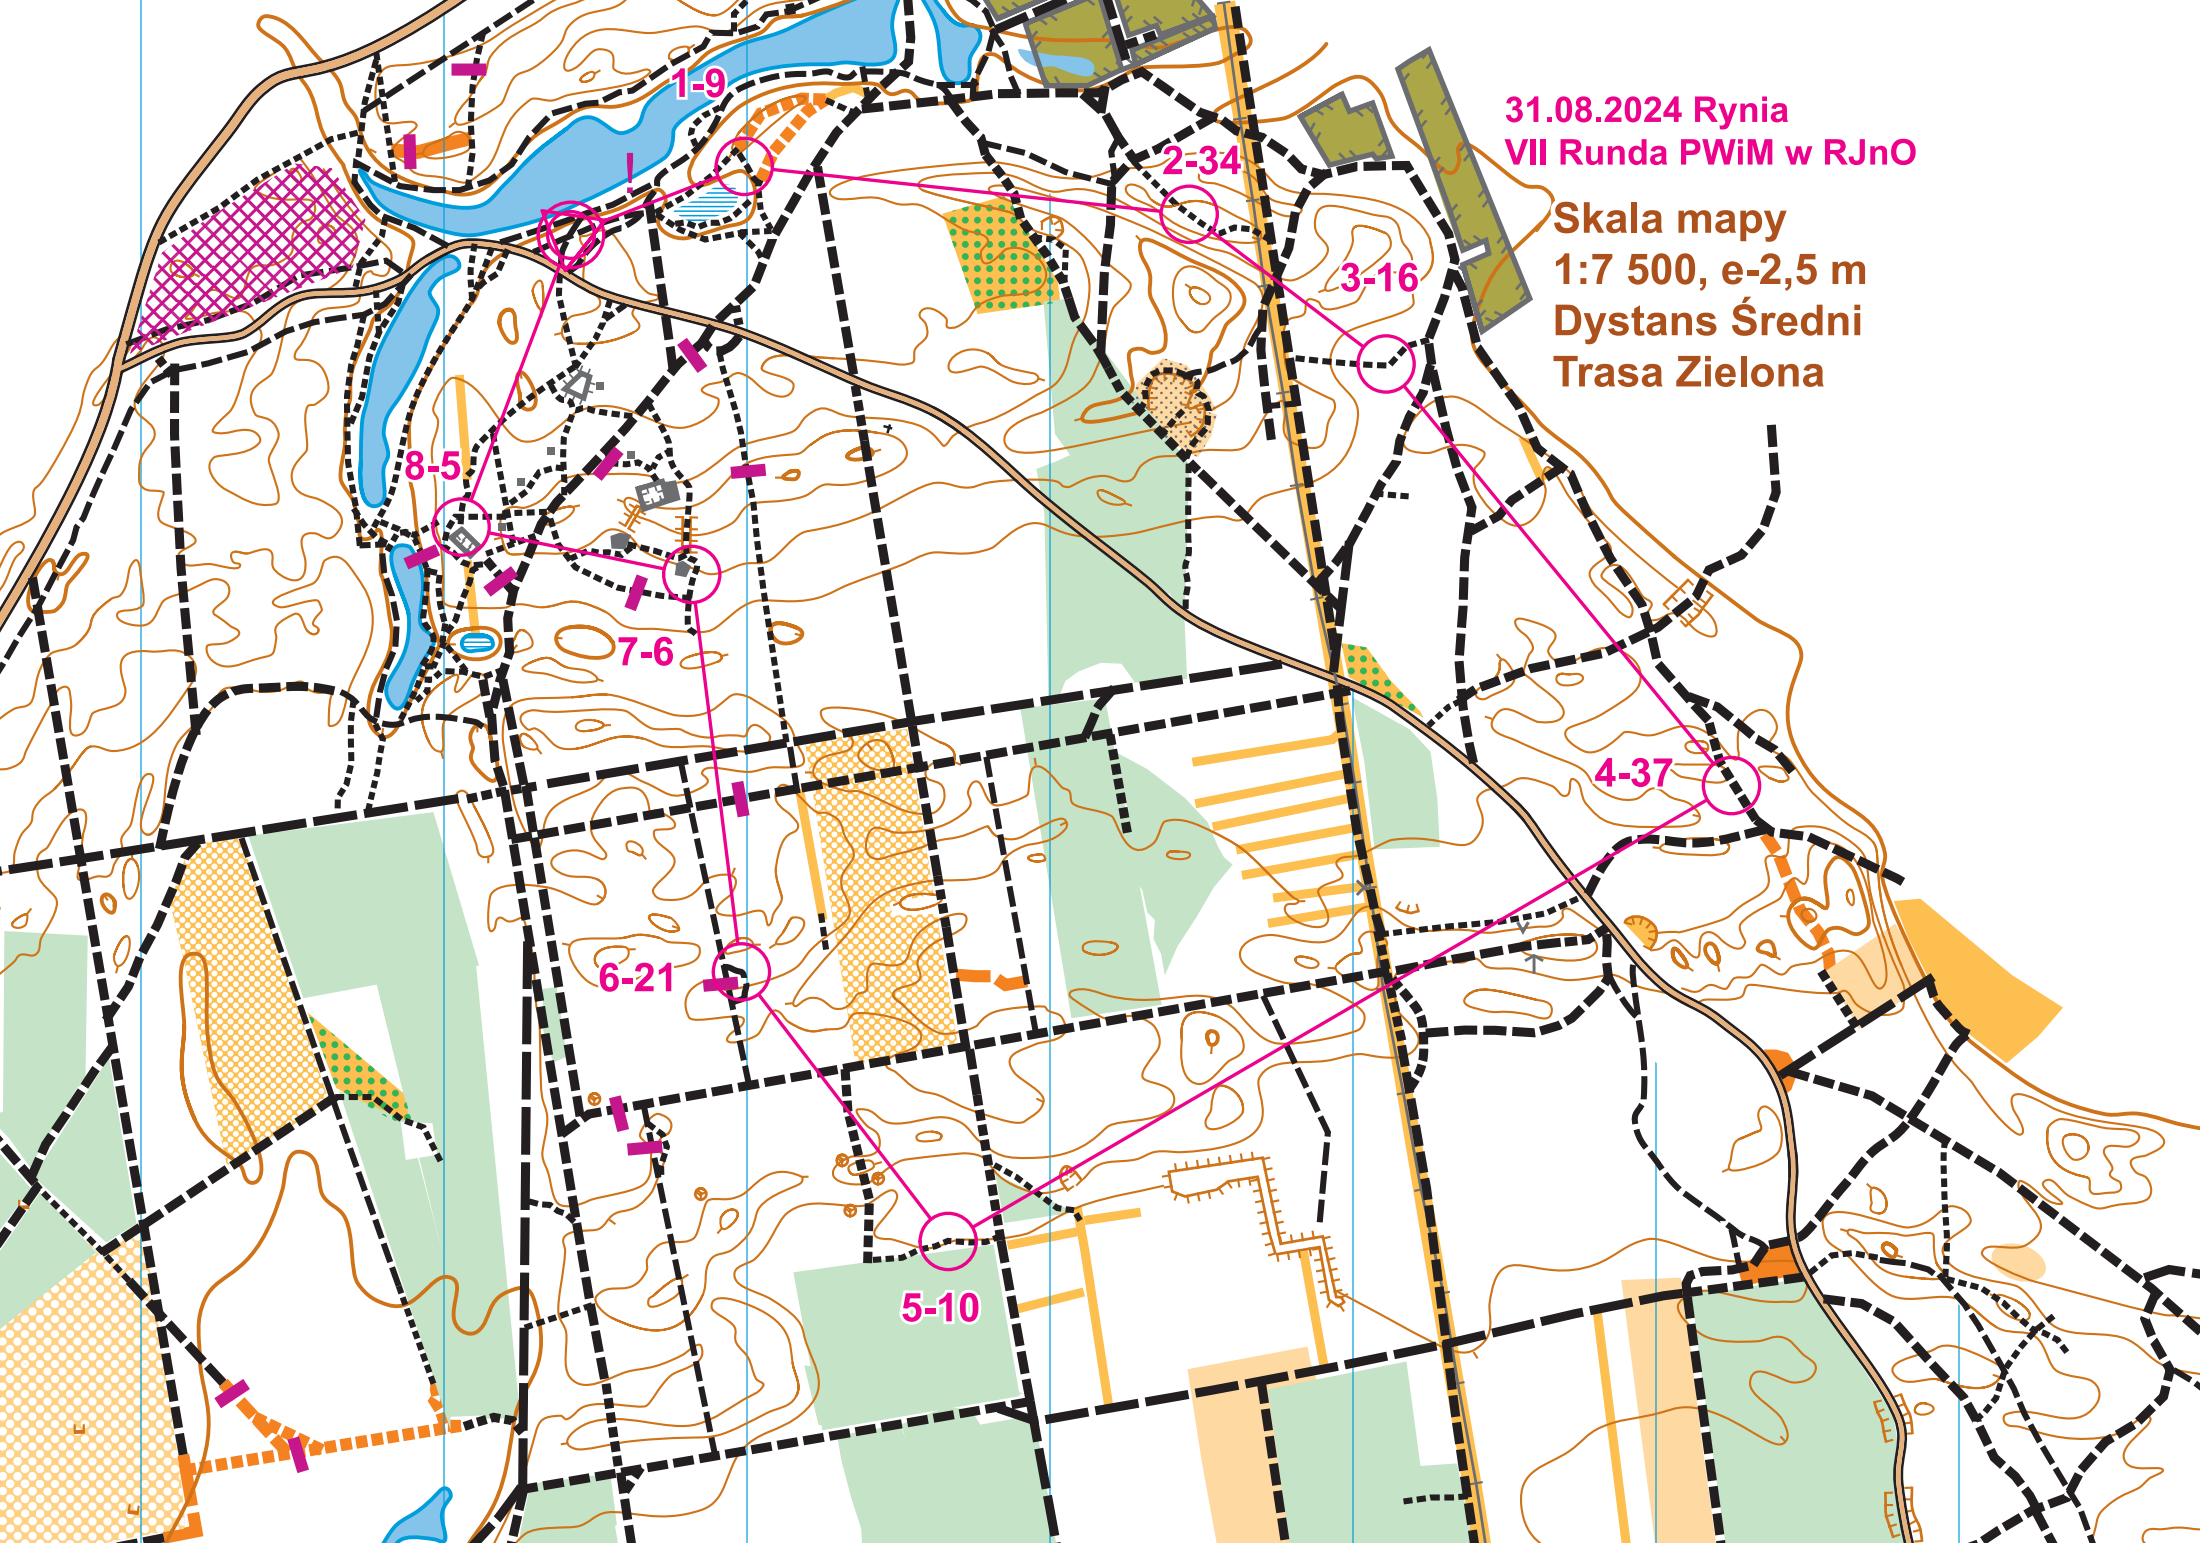 31.08.2024 Rynia
VII Runda PWiM w RJnO
Skala mapy
1:7 500, e-2,5 m
Dystans Średni
Trasa Zielona
1-9
!
2-34
3-16
8-5
7-6
4-37
6-21
5-10